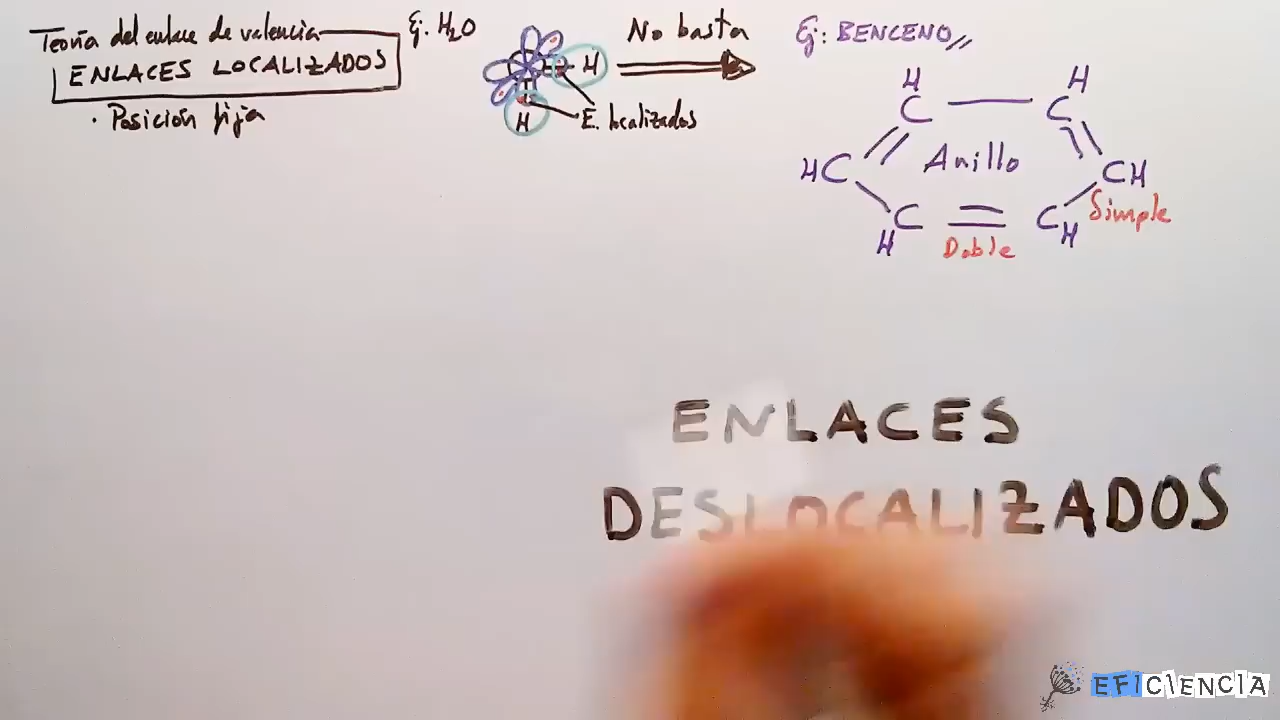 Teoría del enlace de valencia
ENLACES LOCALIZADOS
· Posición fija
Ej: H2O
H
H
E. localizados
No basta
Ej: BENCENO
H
C
H
C
HC
Anillo
CH
C
H
Doble
C
H
Simple
ENLACES
DESLOCALIZADOS
EFICIENCIA